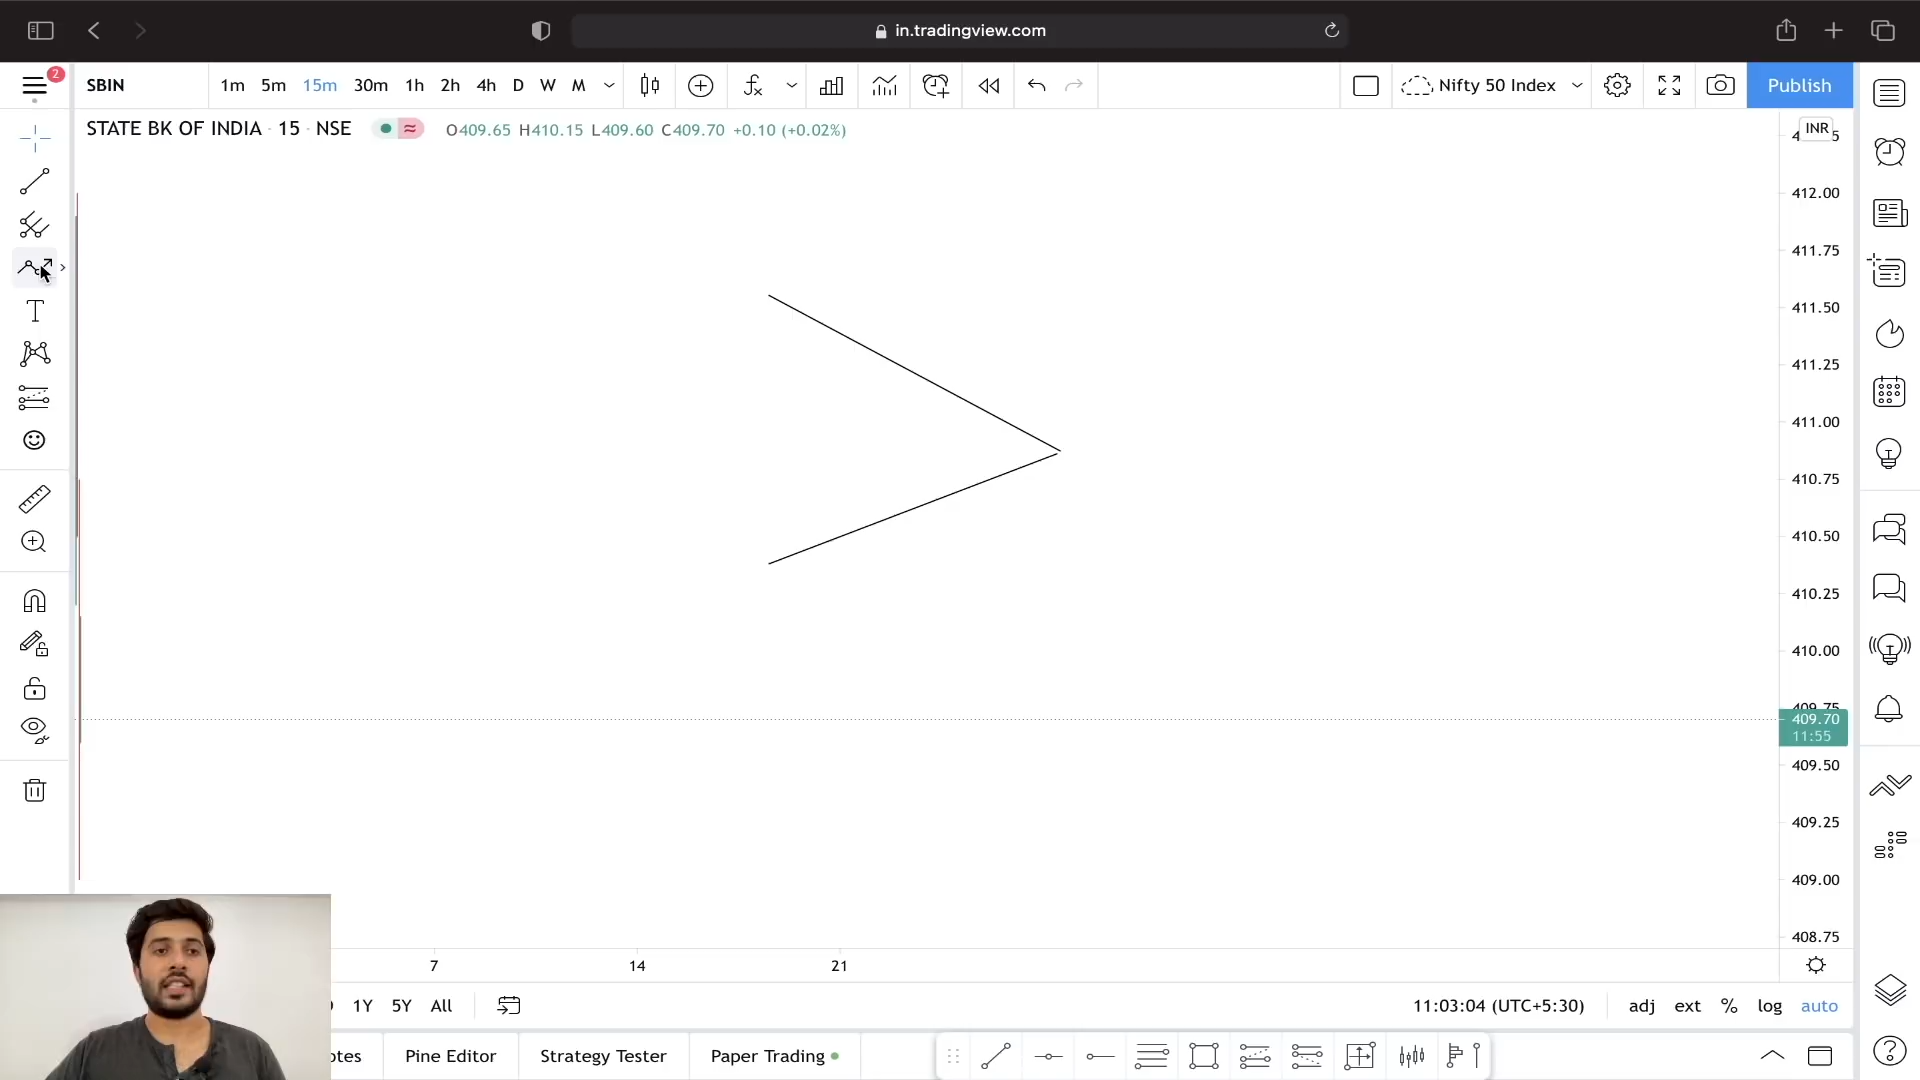 in.tradingview.com
2
SBIN 1m 5m 15m 30m 1h 2h 4h D W M Nifty 50 Index Publish
STATE BK OF INDIA · 15 · NSE O409.65 H410.15 L409.60 C409.70 +0.10 (+0.02%)
INR
412.00
411.75
411.50
411.25
411.00
410.75
410.50
410.25
410.00
409.75
409.70
11:55
409.50
409.25
409.00
408.75
7 14 21
1Y 5Y All 11:03:04 (UTC+5:30) adj ext % log auto
Pine Editor Strategy Tester Paper Trading